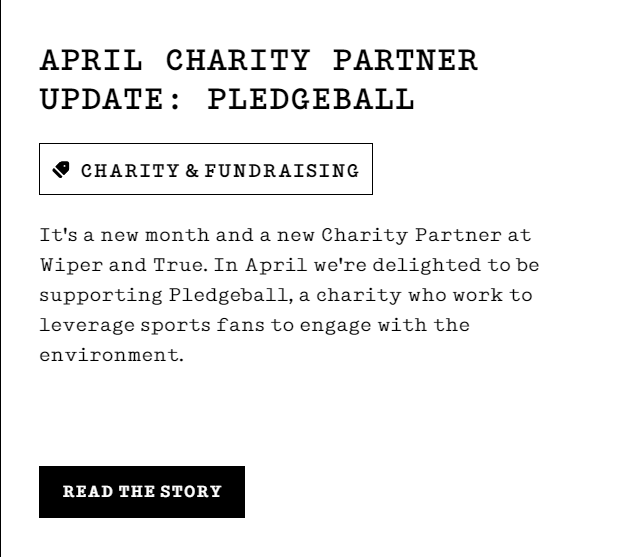 APRIL CHARITY PARTNER
UPDATE: PLEDGEBALL
CHARITY & FUNDRAISING
It's a new month and a new Charity Partner at
Wiper and True. In April we're delighted to be
supporting Pledgeball, a charity who work to
leverage sports fans to engage with the
environment.
READ THE STORY